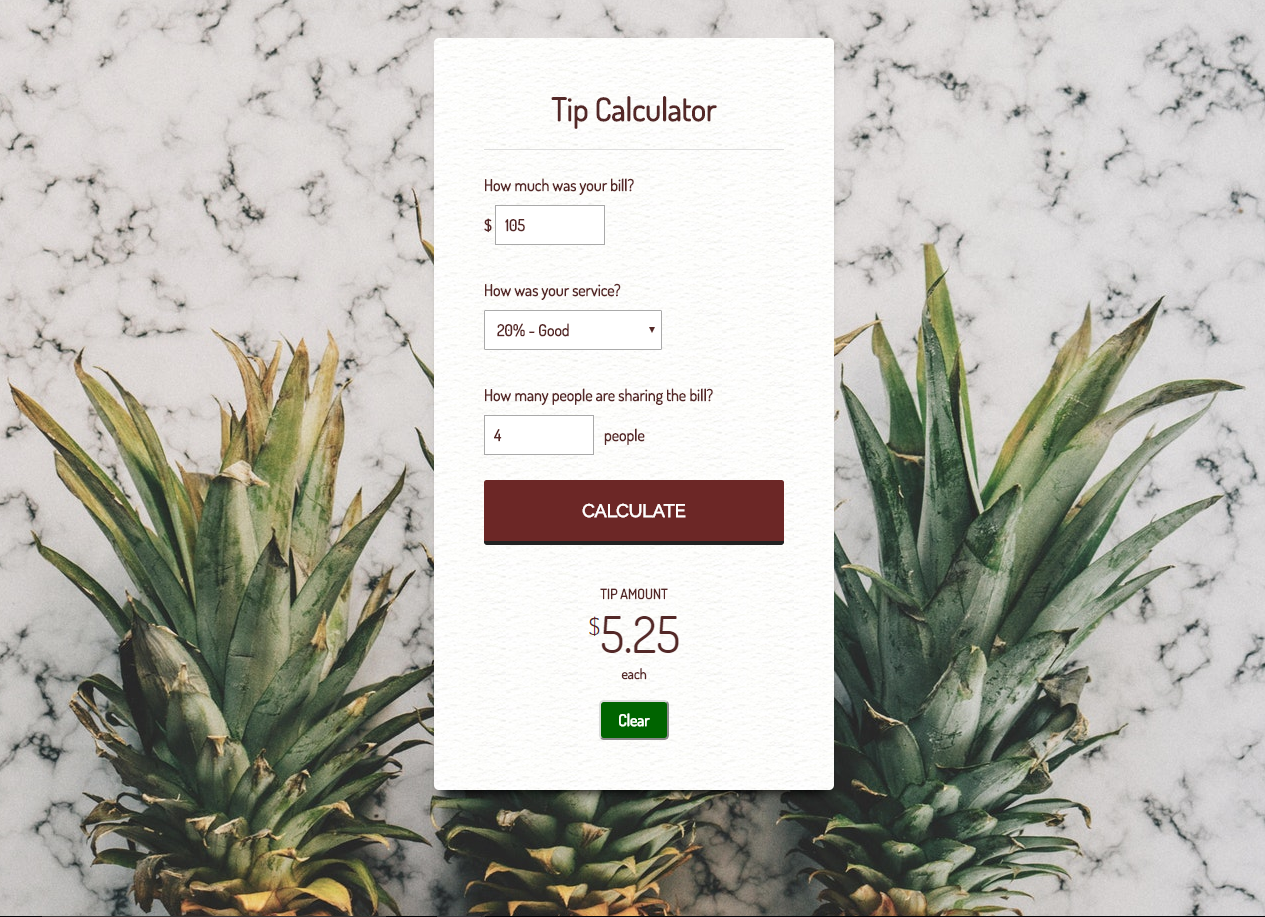 Tip Calculator
How much was your bill?
$ 105
How was your service?
20% - Good
How many people are sharing the bill?
4 people
CALCULATE
TIP AMOUNT
$5.25
each
Clear